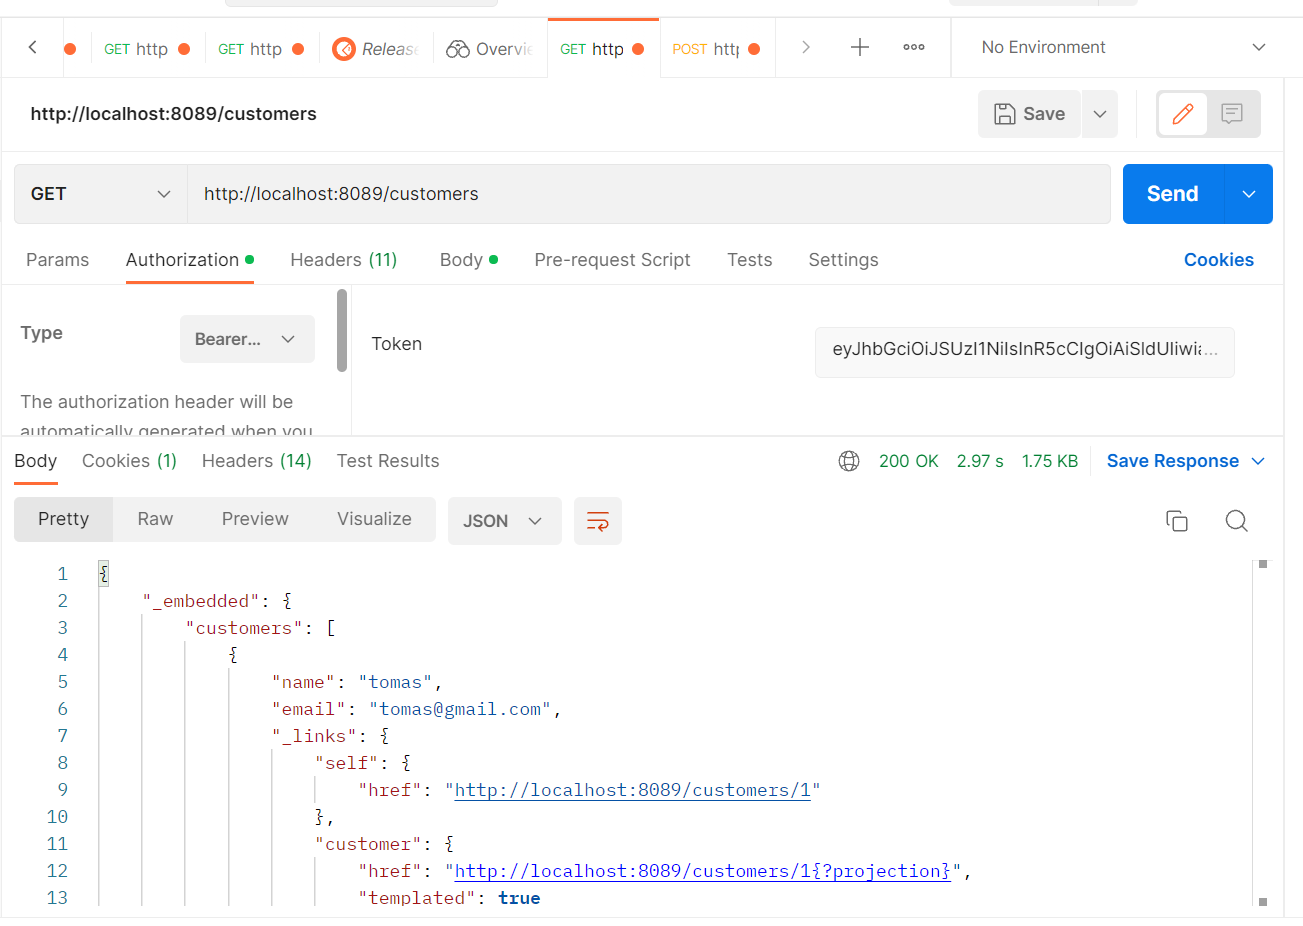 GET http GET http Release Overvie GET http POST http No Environment
http://localhost:8089/customers Save
GET http://localhost:8089/customers Send
Params Authorization Headers (11) Body Pre-request Script Tests Settings Cookies
Type Bearer... Token eyJhbGciOiJSUzI1NiIsInR5cCIgOiAiSldUIiwia...
The authorization header will be
automatically generated when you
Body Cookies (1) Headers (14) Test Results 200 OK 2.97 s 1.75 KB Save Response
Pretty Raw Preview Visualize JSON
1 {
2 "_embedded": {
3 "customers": [
4 {
5 "name": "tomas",
6 "email": "tomas@gmail.com",
7 "_links": {
8 "self": {
9 "href": "http://localhost:8089/customers/1"
10 },
11 "customer": {
12 "href": "http://localhost:8089/customers/1{?projection}",
13 "templated": true